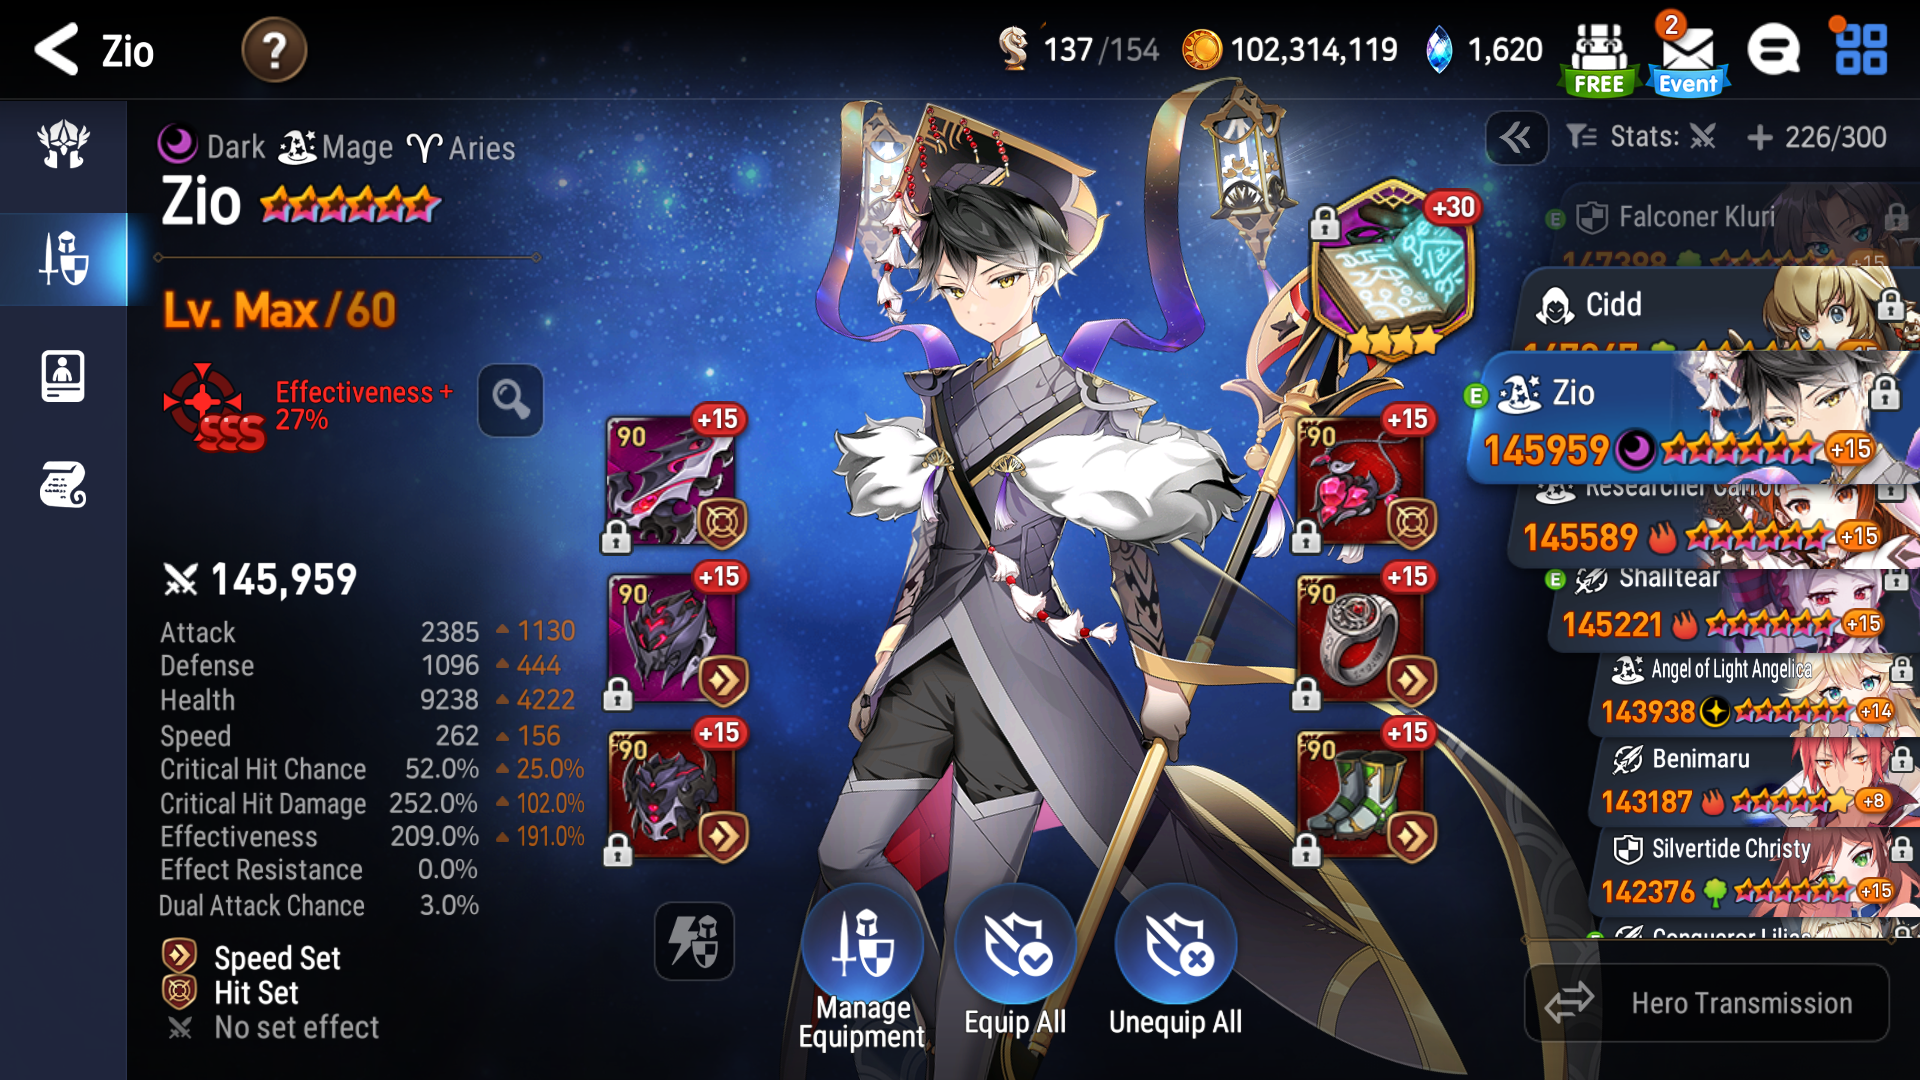 Zio
?
137/154
102,314,119
1,620
FREE
2
Event
Dark
Mage
Aries
Zio
Lv. Max/60
Effectiveness +
27%
SSS
145,959
Attack 2385 1130
Defense 1096 444
Health 9238 4222
Speed 262 156
Critical Hit Chance 52.0% 25.0%
Critical Hit Damage 252.0% 102.0%
Effectiveness 209.0% 191.0%
Effect Resistance 0.0%
Dual Attack Chance 3.0%
Speed Set
Hit Set
No set effect
90 +15
90 +15
90 +15
+30
90 +15
90 +15
90 +15
Manage
Equipment
Equip All
Unequip All
Stats:
226/300
E Falconer Kluri
+15
Cidd
E Zio
145959 +15
Researcher Carrot
145589 +15
E Shalltear
145221 +15
Angel of Light Angelica
143938 +14
Benimaru
143187 +8
Silvertide Christy
142376 +15
Conqueror Lilias
Hero Transmission